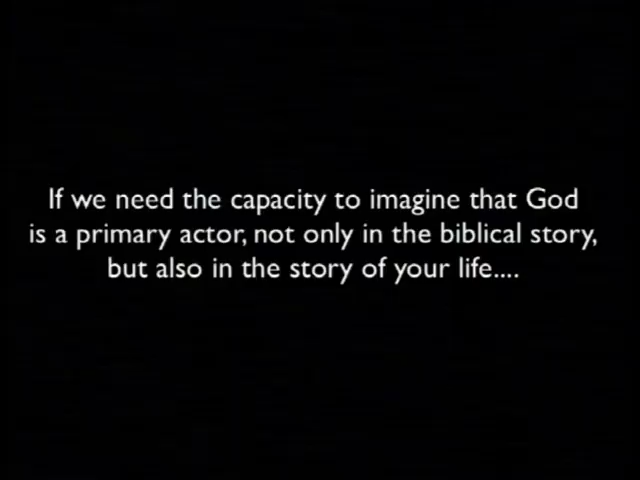 If we need the capacity to imagine that God
is a primary actor, not only in the biblical story,
but also in the story of your life....